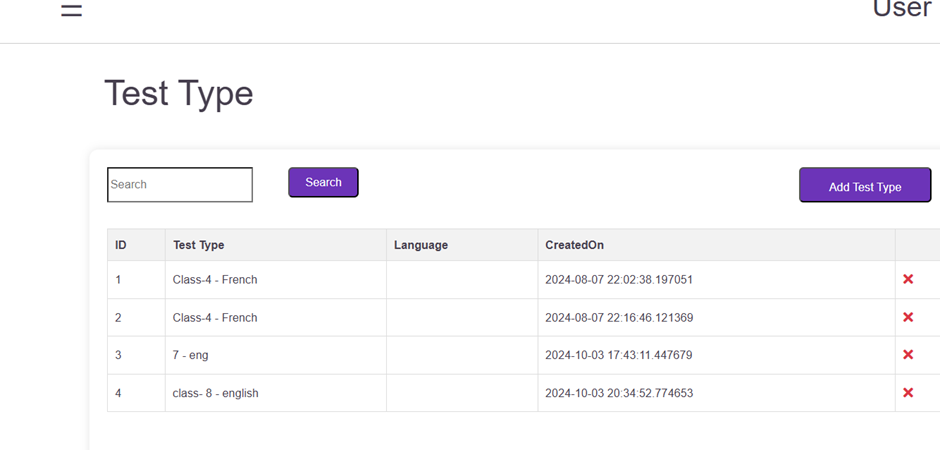 User
Test Type
Search Search Add Test Type
ID Test Type Language CreatedOn
1 Class-4 - French 2024-08-07 22:02:38.197051
2 Class-4 - French 2024-08-07 22:16:46.121369
3 7 - eng 2024-10-03 17:43:11.447679
4 class- 8 - english 2024-10-03 20:34:52.774653